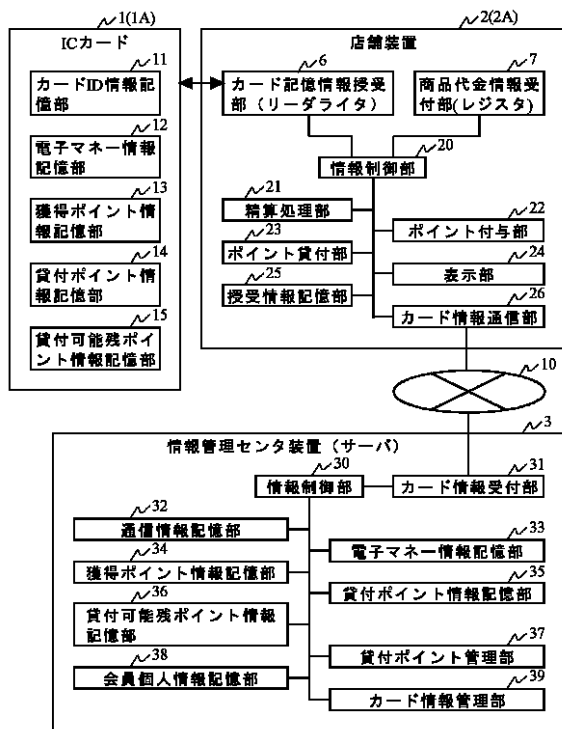 1(1A)
ICカード
11
カードID情報記
憶部
12
電子マネー情報
記憶部
13
獲得ポイント情
報記憶部
14
貸付ポイント情
報記憶部
15
貸付可能残ポイ
ント情報記憶部
2(2A)
店舗装置
6
カード記憶情報授受
部（リーダライタ）
7
商品代金情報受
付部(レジスタ)
20
情報制御部
21
精算処理部
22
ポイント付与部
23
ポイント貸付部
24
表示部
25
授受情報記憶部
26
カード情報通信部
10
3
情報管理センタ装置（サーバ）
30
情報制御部
31
カード情報受付部
32
通信情報記憶部
33
電子マネー情報記憶部
34
獲得ポイント情報記憶部
35
貸付ポイント情報記憶部
36
貸付可能残ポイント情報
記憶部
37
貸付ポイント管理部
38
会員個人情報記憶部
39
カード情報管理部